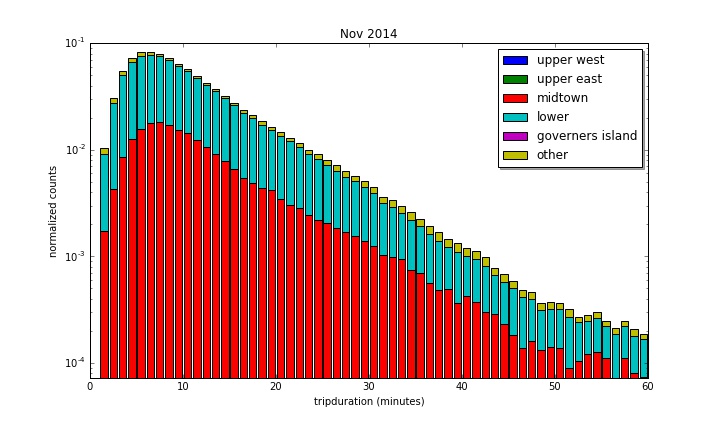 Nov 2014
10^-1
10^-2
10^-3
10^-4
normalized counts
upper west
upper east
midtown
lower
governers island
other
0 10 20 30 40 50 60
tripduration (minutes)